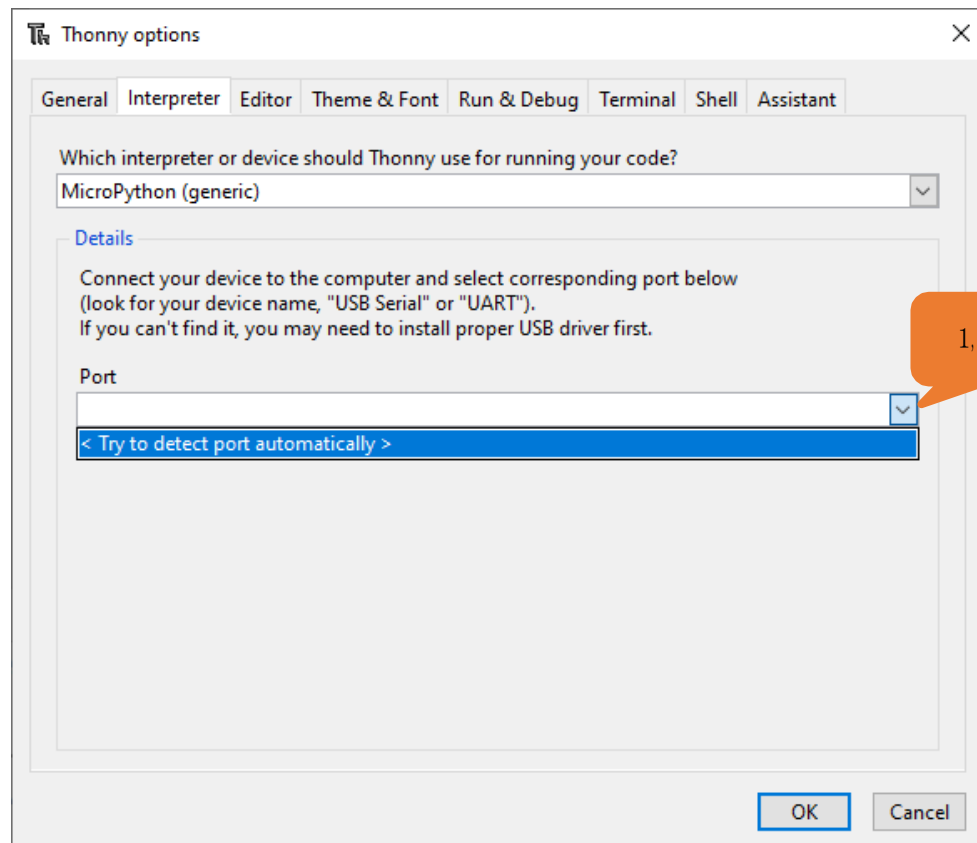 Thonny options
General Interpreter Editor Theme & Font Run & Debug Terminal Shell Assistant
Which interpreter or device should Thonny use for running your code?
MicroPython (generic)
Details
Connect your device to the computer and select corresponding port below
(look for your device name, "USB Serial" or "UART").
If you can't find it, you may need to install proper USB driver first.
1,
Port
< Try to detect port automatically >
OK Cancel